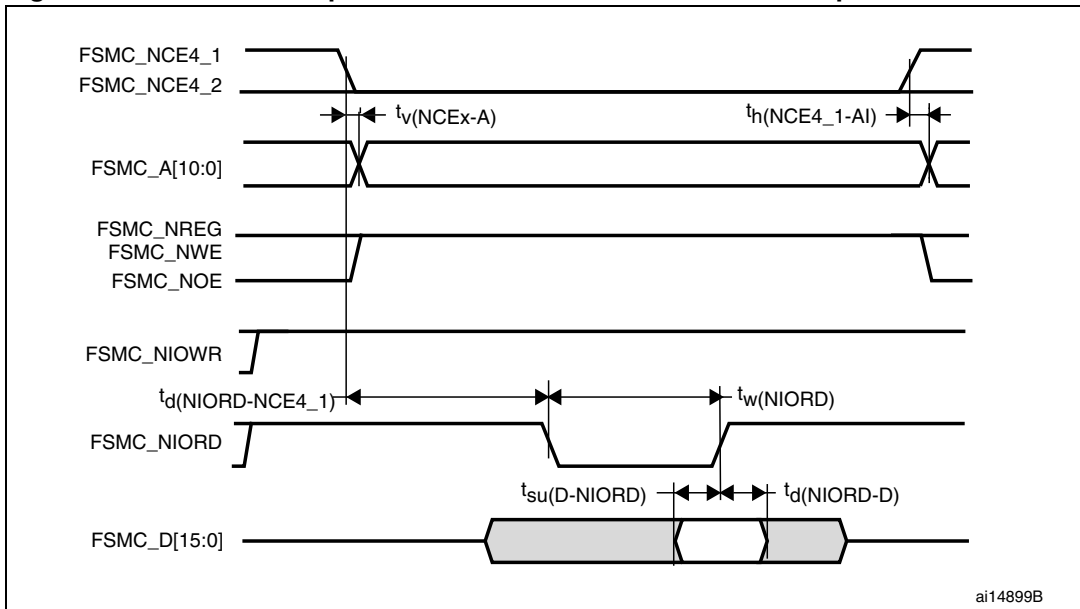 FSMC_NCE4_1
FSMC_NCE4_2
tv(NCEx-A)
th(NCE4_1-AI)
FSMC_A[10:0]
FSMC_NREG
FSMC_NWE
FSMC_NOE
FSMC_NIOWR
td(NIORD-NCE4_1)
tw(NIORD)
FSMC_NIORD
tsu(D-NIORD)
td(NIORD-D)
FSMC_D[15:0]
ai14899B